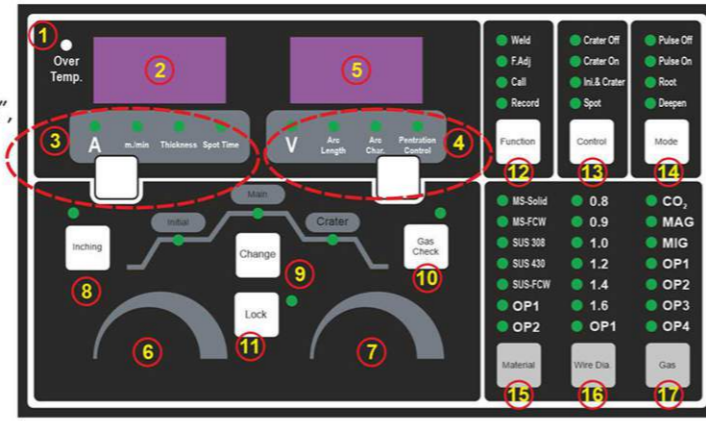 1
Over
Temp.
",
2
5
3
A
m./min
Thickness
Spot Time
V
Arc
Length
Arc
Char.
Pentration
Control
4
Weld
F.Adj
Call
Record
Function
12
Crater Off
Crater On
Ini.& Crater
Spot
Control
13
Pulse Off
Pulse On
Root
Deepen
Mode
14
Inching
8
Initial
Main
Crater
Change
9
Gas
Check
10
Lock
11
6
7
MS-Solid
MS-FCW
SUS 308
SUS 430
SUS-FCW
OP1
OP2
Material
15
0.8
0.9
1.0
1.2
1.4
1.6
OP1
Wire Dia.
16
CO₂
MAG
MIG
OP1
OP2
OP3
OP4
Gas
17